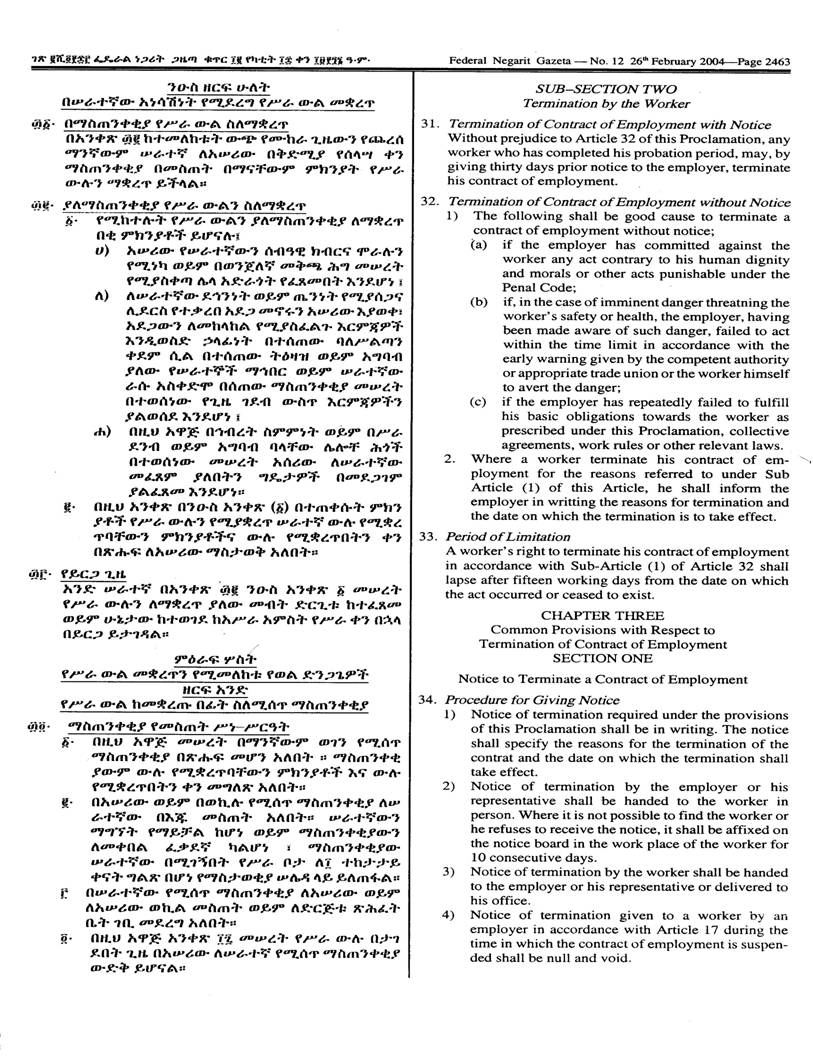 ገጽ ፪ሺ፬፻፷፫ ፌዴራል ነጋሪት ጋዜጣ ቁጥር ፲፪ የካቲት ፲፰ ቀን ፲፱፻፺፮ ዓ·ም·
Federal Negarit Gazeta — No. 12 26th February 2004—Page 2463
ንዑስ ዘርፍ ሁለት
በሠራተኛው አነሳሽነት የሚደረግ የሥራ ውል መቋረጥ
፴፩· በማስጠንቀቂያ የሥራ ውል ስለማቋረጥ
በአንቀጽ ፴፪ ከተመለከቱት ውጭ የሙከራ ጊዜውን የጨረሰ
ማንኛውም ሠራተኛ ለአሠሪው በቅድሚያ የሰላሣ ቀን
ማስጠንቀቂያ በመስጠት በማናቸውም ምክንያት የሥራ
ውሉን ማቋረጥ ይችላል።
፴፪· ያለማስጠንቀቂያ የሥራ ውልን ስለማቋረጥ
፩· የሚከተሉት የሥራ ውልን ያለማስጠንቀቂያ ለማቋረጥ
በቂ ምክንያቶች ይሆናሉ፤
ሀ) አሠሪው የሠራተኛውን ሰብዓዊ ክብርና ሞራሉን
የሚነካ ወይም በወንጀለኛ መቅጫ ሕግ መሠረት
የሚያስቀጣ ሌላ አድራጎት የፈጸመበት እንደሆነ ፤
ለ) ለሠራተኛው ደኅንነት ወይም ጤንነት የሚያሰጋና
ሊደርስ የተቃረበ አደጋ መኖሩን አሠሪው እያወቀ፣
አደጋውን ለመከላከል የሚያስፈልጉ እርምጃዎች
እንዲወስድ ኃላፊነት በተሰጠው ባለሥልጣን
ቀደም ሲል በተሰጠው ትዕዛዝ ወይም አግባብ
ያለው የሠራተኞች ማኅበር ወይም ሠራተኛው
ራሱ አስቀድሞ በሰጠው ማስጠንቀቂያ መሠረት
በተወሰነው የጊዜ ገደብ ውስጥ እርምጃዎችን
ያልወሰደ እንደሆነ ፤
ሐ) በዚህ አዋጅ በኅብረት ስምምነት ወይም በሥራ
ደንብ ወይም አግባብ ባላቸው ሌሎች ሕጎች
በተወሰነው መሠረት አሰሪው ለሠራተኛው
መፈጸም ያለበትን ግዴታዎች በመደጋገም
ያልፈጸመ እንደሆነ።
፪· በዚህ አንቀጽ በንዑስ አንቀጽ (፩) በተጠቀሱት ምክን
ያቶች የሥራ ውሉን የሚያቋርጥ ሠራተኛ ውሉ የሚቋረ
ጥባቸውን ምክንያቶችና ውሉ የሚቋረጥበትን ቀን
በጽሑፍ ለአሠሪው ማስታወቅ አለበት።
፴፫· የይርጋ ጊዜ
አንድ ሠራተኛ በአንቀጽ ፴፪ ንዑስ አንቀጽ ፩ መሠረት
የሥራ ውሉን ለማቋረጥ ያለው መብት ድርጊቱ ከተፈጸመ
ወይም ሁኔታው ከተወገደ ከአሥራ አምስት የሥራ ቀን በኋላ
በይርጋ ይታገዳል።
ምዕራፍ ሦስት
የሥራ ውል መቋረጥን የሚመለከቱ የወል ድንጋጌዎች
ዘርፍ አንድ
የሥራ ውል ከመቋረጡ በፊት ስለሚሰጥ ማስጠንቀቂያ
፴፬· ማስጠንቀቂያ የመስጠት ሥነ–ሥርዓት
፩· በዚህ አዋጅ መሠረት በማንኛውም ወገን የሚሰጥ
ማስጠንቀቂያ በጽሑፍ መሆን አለበት ። ማስጠንቀቂ
ያውም ውሉ የሚቋረጥባቸውን ምክንያቶች እና ውሉ
የሚቋረጥበትን ቀን መግለጽ አለበት።
፪· በአሠሪው ወይም በወኪሉ የሚሰጥ ማስጠንቀቂያ ለሠ
ራተኛው በእጁ መስጠት አለበት። ሠራተኛውን
ማግኘት የማይቻል ከሆነ ወይም ማስጠንቀቂያውን
ለመቀበል ፈቃደኛ ካልሆነ ፤ ማስጠንቀቂያው
ሠራተኛው በሚገኝበት የሥራ ቦታ ለ፲ ተከታታይ
ቀናት ግልጽ በሆነ የማስታወቂያ ሠሌዳ ላይ ይለጠፋል።
፫· በሠራተኛው የሚሰጥ ማስጠንቀቂያ ለአሠሪው ወይም
ለአሠሪው ወኪል መስጠት ወይም ለድርጅቱ ጽሕፈት
ቤት ገቢ መደረግ አለበት።
፬· በዚህ አዋጅ አንቀጽ ፲፯ መሠረት የሥራ ውሉ በታገ
ደበት ጊዜ በአሠሪው ለሠራተኛ የሚሰጥ ማስጠንቀቂያ
ውድቅ ይሆናል።
SUB–SECTION TWO
Termination by the Worker
31. Termination of Contract of Employment with Notice
Without prejudice to Article 32 of this Proclamation, any
worker who has completed his probation period, may, by
giving thirty days prior notice to the employer, terminate
his contract of employment.
32. Termination of Contract of Employment without Notice
1) The following shall be good cause to terminate a
contract of employment without notice;
(a) if the employer has committed against the
worker any act contrary to his human dignity
and morals or other acts punishable under the
Penal Code;
(b) if, in the case of imminent danger threatning the
worker's safety or health, the employer, having
been made aware of such danger, failed to act
within the time limit in accordance with the
early warning given by the competent authority
or appropriate trade union or the worker himself
to avert the danger;
(c) if the employer has repeatedly failed to fulfill
his basic obligations towards the worker as
prescribed under this Proclamation, collective
agreements, work rules or other relevant laws.
2. Where a worker terminate his contract of em-
ployment for the reasons referred to under Sub
Article (1) of this Article, he shall inform the
employer in writting the reasons for termination and
the date on which the termination is to take effect.
33. Period of Limitation
A worker's right to terminate his contract of employment
in accordance with Sub-Article (1) of Article 32 shall
lapse after fifteen working days from the date on which
the act occurred or ceased to exist.
CHAPTER THREE
Common Provisions with Respect to
Termination of Contract of Employment
SECTION ONE
Notice to Terminate a Contract of Employment
34. Procedure for Giving Notice
1) Notice of termination required under the provisions
of this Proclamation shall be in writing. The notice
shall specify the reasons for the termination of the
contrat and the date on which the termination shall
take effect.
2) Notice of termination by the employer or his
representative shall be handed to the worker in
person. Where it is not possible to find the worker or
he refuses to receive the notice, it shall be affixed on
the notice board in the work place of the worker for
10 consecutive days.
3) Notice of termination by the worker shall be handed
to the employer or his representative or delivered to
his office.
4) Notice of termination given to a worker by an
employer in accordance with Article 17 during the
time in which the contract of employment is suspen-
ded shall be null and void.